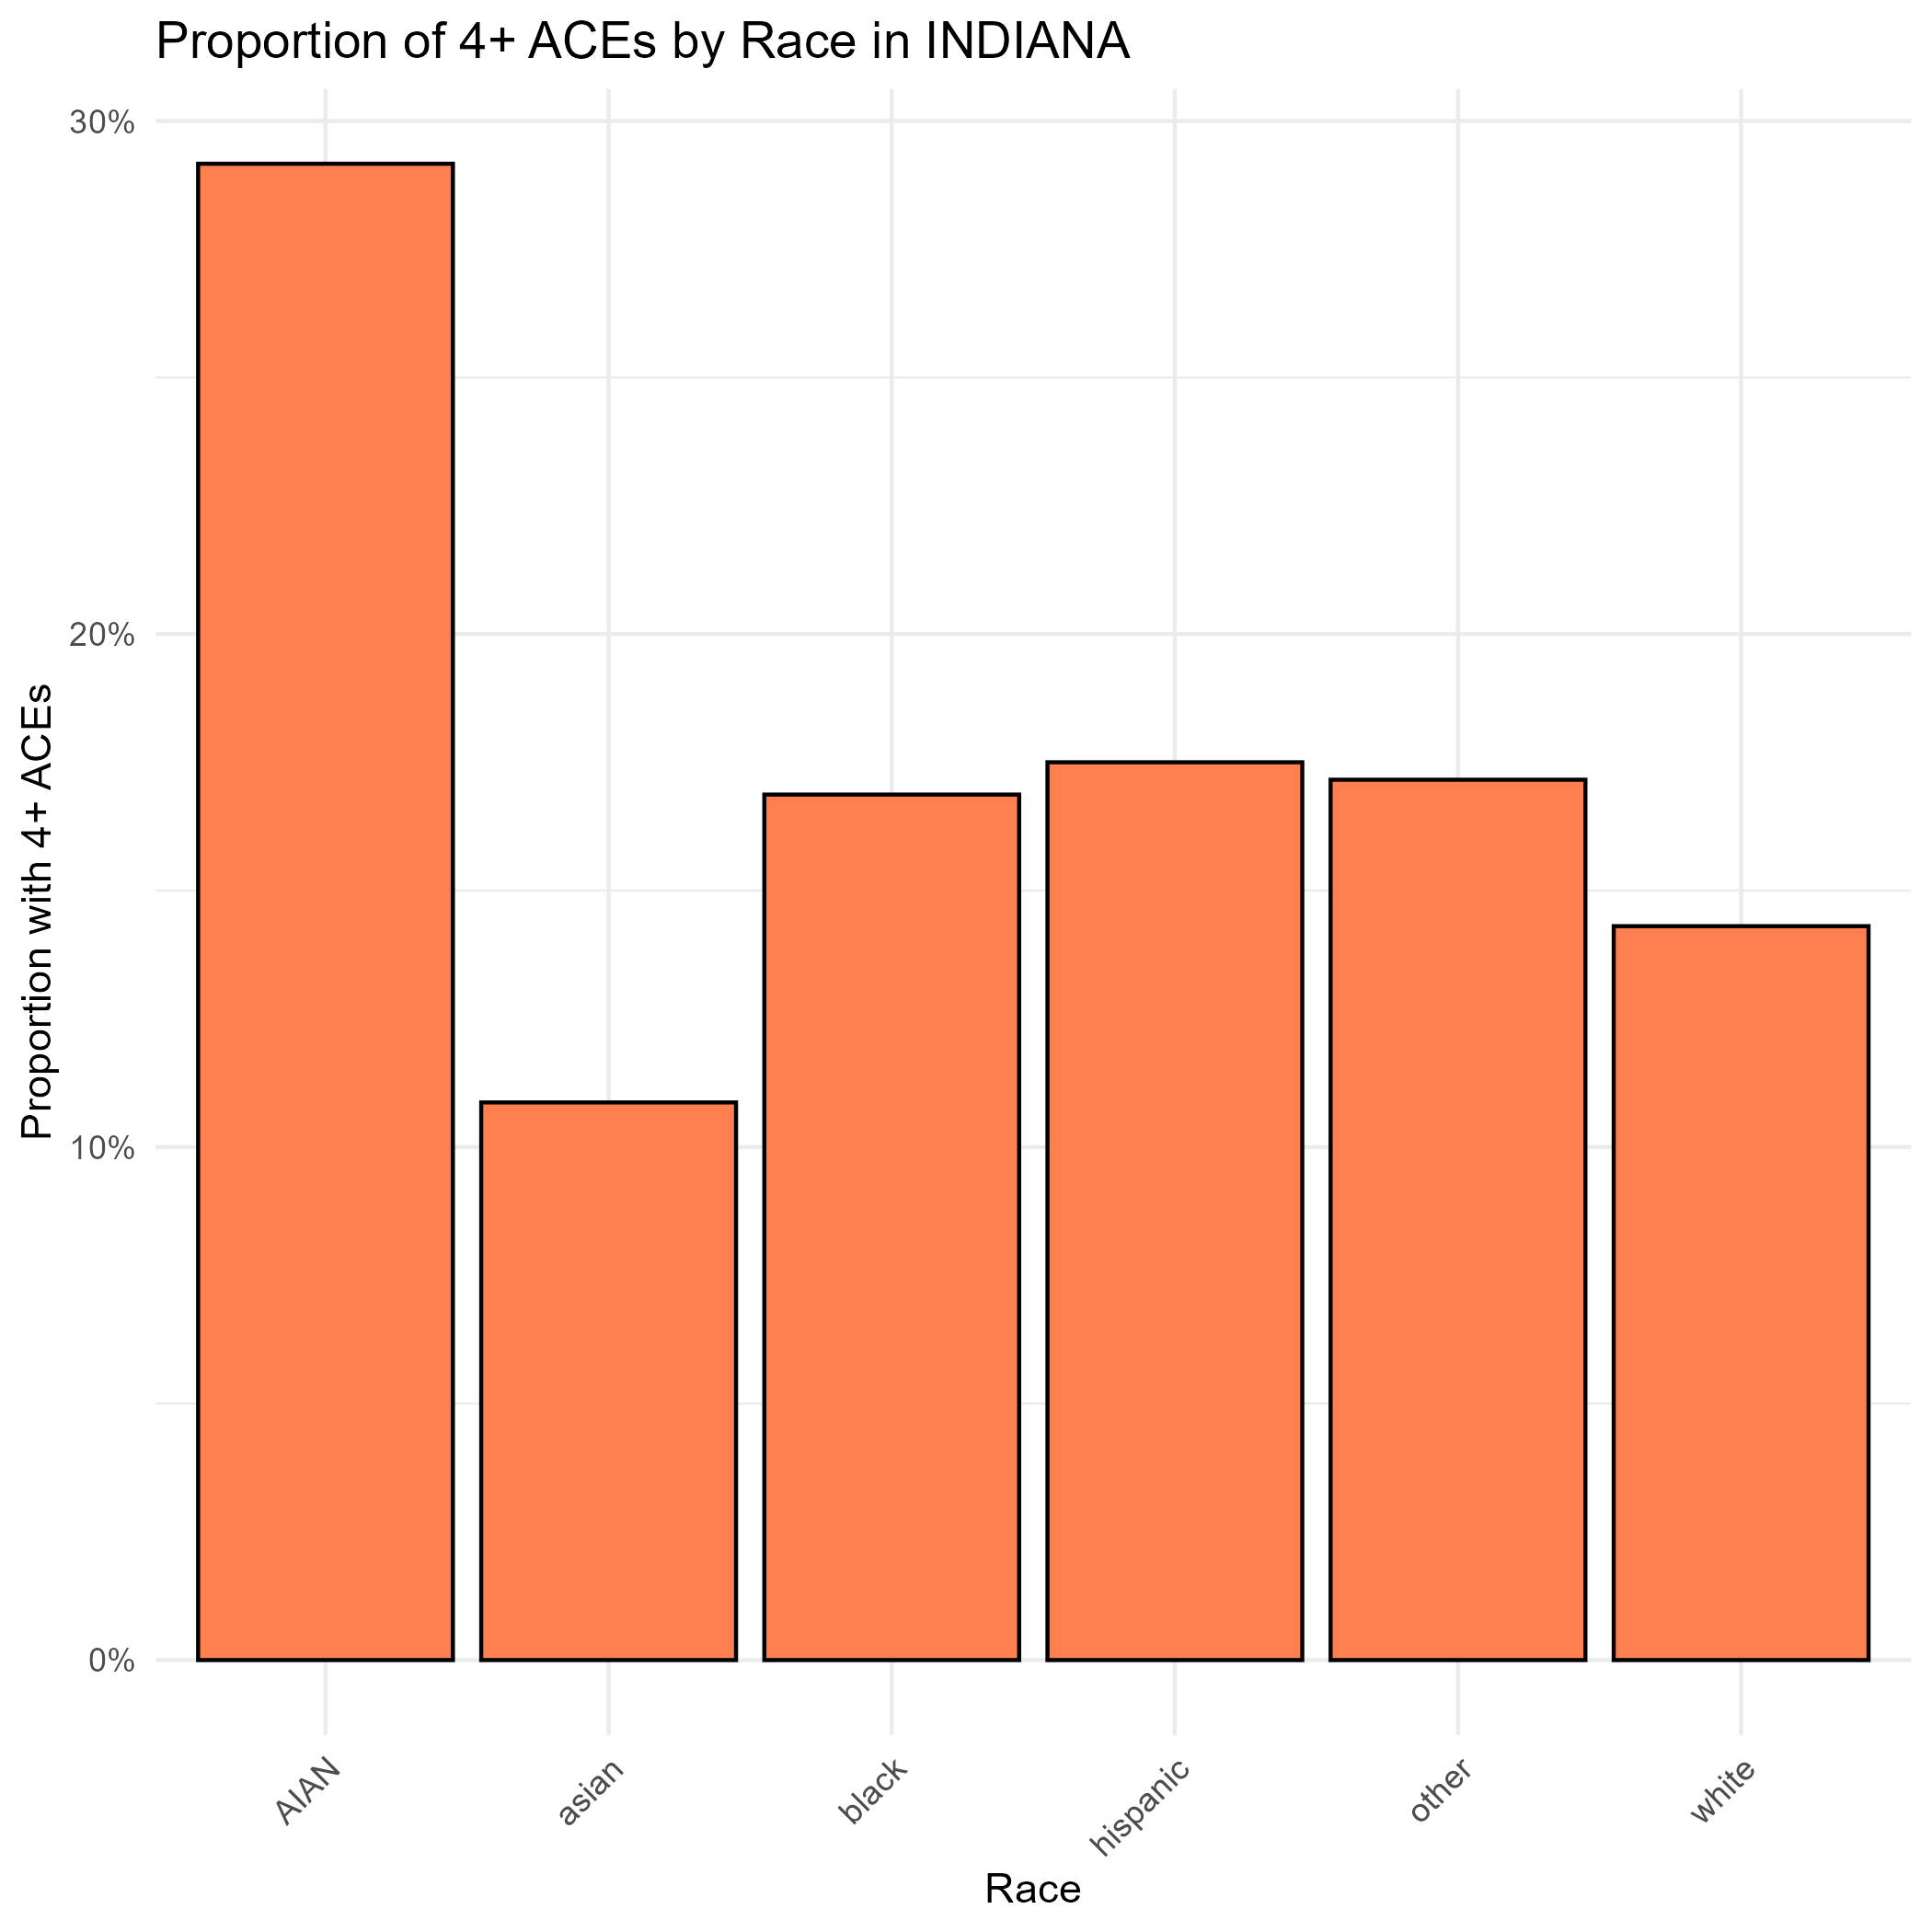 Proportion of 4+ ACEs by Race in INDIANA
Proportion with 4+ ACEs
30%
20%
10%
0%
AIAN
asian
black
hispanic
other
white
Race